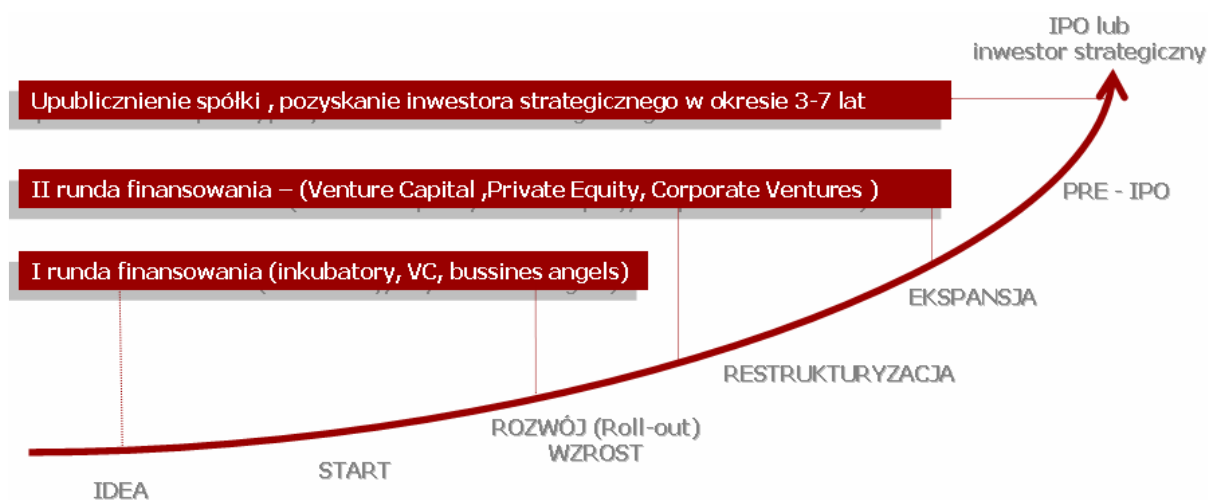 IPO lub
inwestor strategiczny
Upublicznienie spółki , pozyskanie inwestora strategicznego w okresie 3-7 lat
II runda finansowania – (Venture Capital ,Private Equity, Corporate Ventures )
PRE - IPO
I runda finansowania (inkubatory, VC, bussines angels)
EKSPANSJA
RESTRUKTURYZACJA
ROZWÓJ (Roll-out)
WZROST
START
IDEA